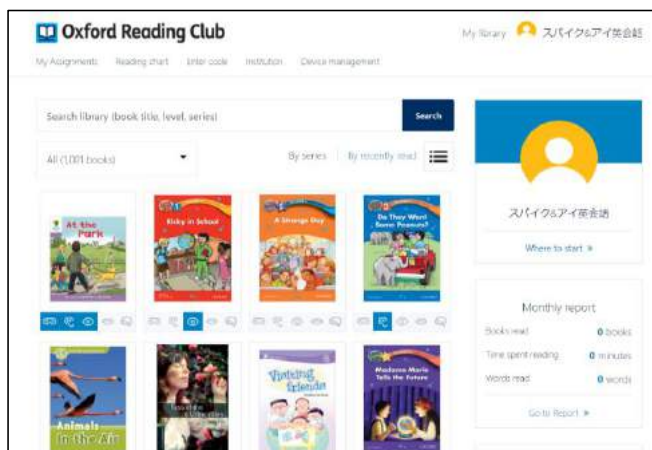 Oxford Reading Club
My library スパイク&アイ英会話
My Assignments Reading chart Enter code Institution Device management
Search library (book title, level, series) Search
All (1,001 books) By series By recently read
At the Park
Ricky in School
A Strange Day
Do They Want Some Peanuts?
スパイク&アイ英会話
Where to start »
Monthly report
Books read 0 books
Time spent reading 0 minutes
Words read 0 words
Go to Report »
Animals in the Air
Visiting friends
Madame Marie Tells the Future